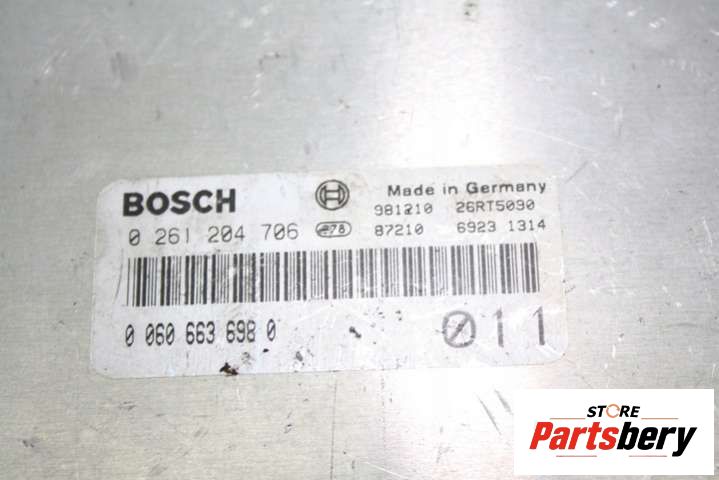 BOSCH
Made in Germany
981210 26RT5090
0 261 204 706 78 87210 6923 1314
0 060 663 698 0
011
STORE
Partsbery